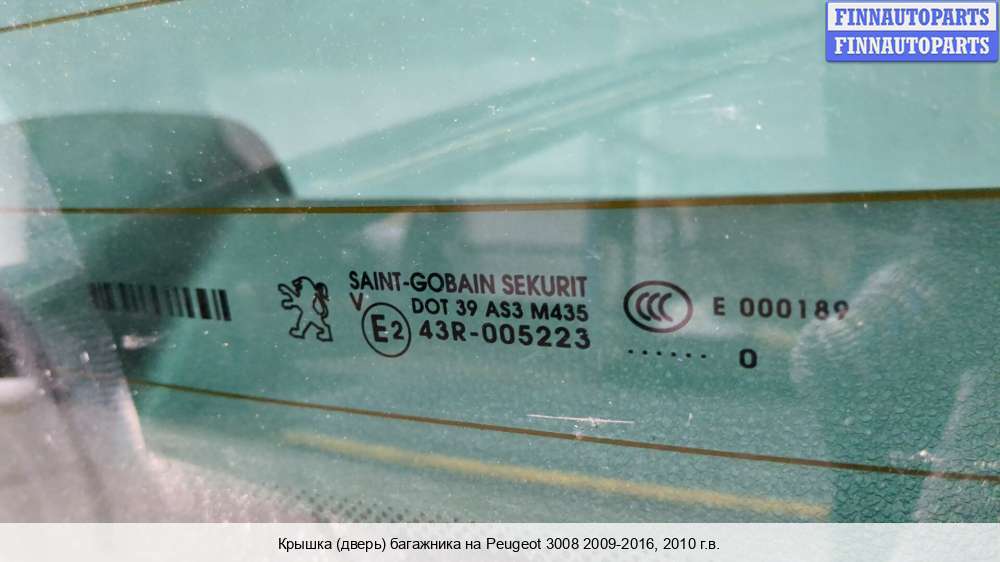 FINNAUTOPARTS
FINNAUTOPARTS
SAINT-GOBAIN SEKURIT
V DOT 39 AS3 M435
E2 43R-005223
CCC E 000189
...... 0
Крышка (дверь) багажника на Peugeot 3008 2009-2016, 2010 г.в.